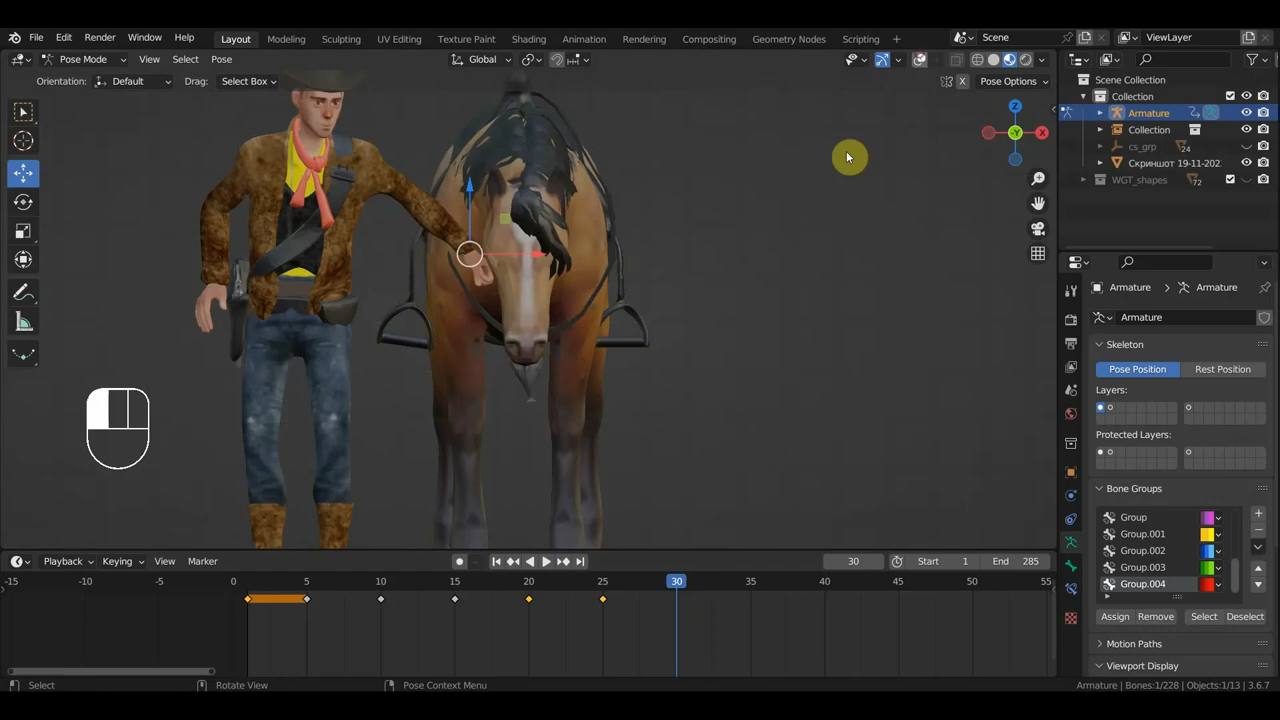 File Edit Render Window Help Layout Modeling Sculpting UV Editing Texture Paint Shading Animation Rendering Compositing Geometry Nodes Scripting + Scene ViewLayer
Pose Mode View Select Pose Global
Orientation: Default Drag: Select Box X Pose Options
Scene Collection
Collection
Armature
Collection
cs_grp 24
Скриншот 19-11-202
WGT_shapes 72
Z
-Y
X
Armature > Armature
Armature
Skeleton
Pose Position Rest Position
Layers:
Protected Layers:
Bone Groups
Group
Group.001
Group.002
Group.003
Group.004
Assign Remove Select Deselect
Motion Paths
Viewport Display
Playback Keying View Marker 30 Start 1 End 285
-15 -10 -5 0 5 10 15 20 25 30 35 40 45 50 55
Select Rotate View Pose Context Menu Armature | Bones:1/228 | Objects:1/13 | 3.6.7